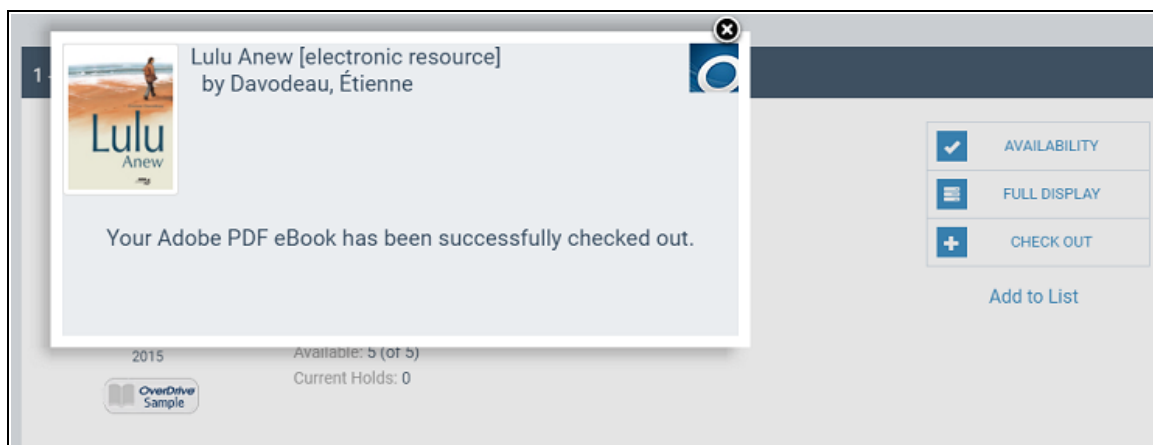 Lulu Anew [electronic resource]
by Davodeau, Étienne
1
Lulu
Anew
Your Adobe PDF eBook has been successfully checked out.
AVAILABILITY
FULL DISPLAY
CHECK OUT
Add to List
2015
Available: 5 (of 5)
Current Holds: 0
OverDrive
Sample